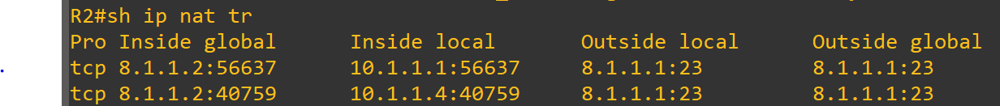 R2#sh ip nat tr
Pro Inside global Inside local Outside local Outside global
tcp 8.1.1.2:56637 10.1.1.1:56637 8.1.1.1:23 8.1.1.1:23
tcp 8.1.1.2:40759 10.1.1.4:40759 8.1.1.1:23 8.1.1.1:23